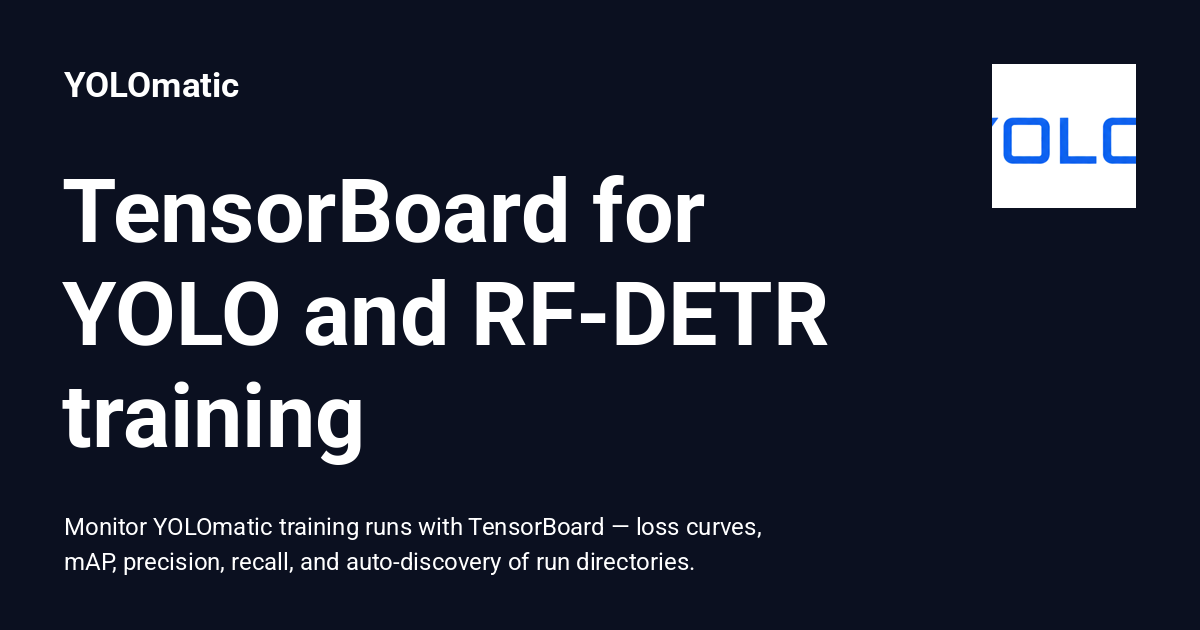 YOLOmatic
YOLO
TensorBoard for
YOLO and RF-DETR
training
Monitor YOLOmatic training runs with TensorBoard — loss curves,
mAP, precision, recall, and auto-discovery of run directories.